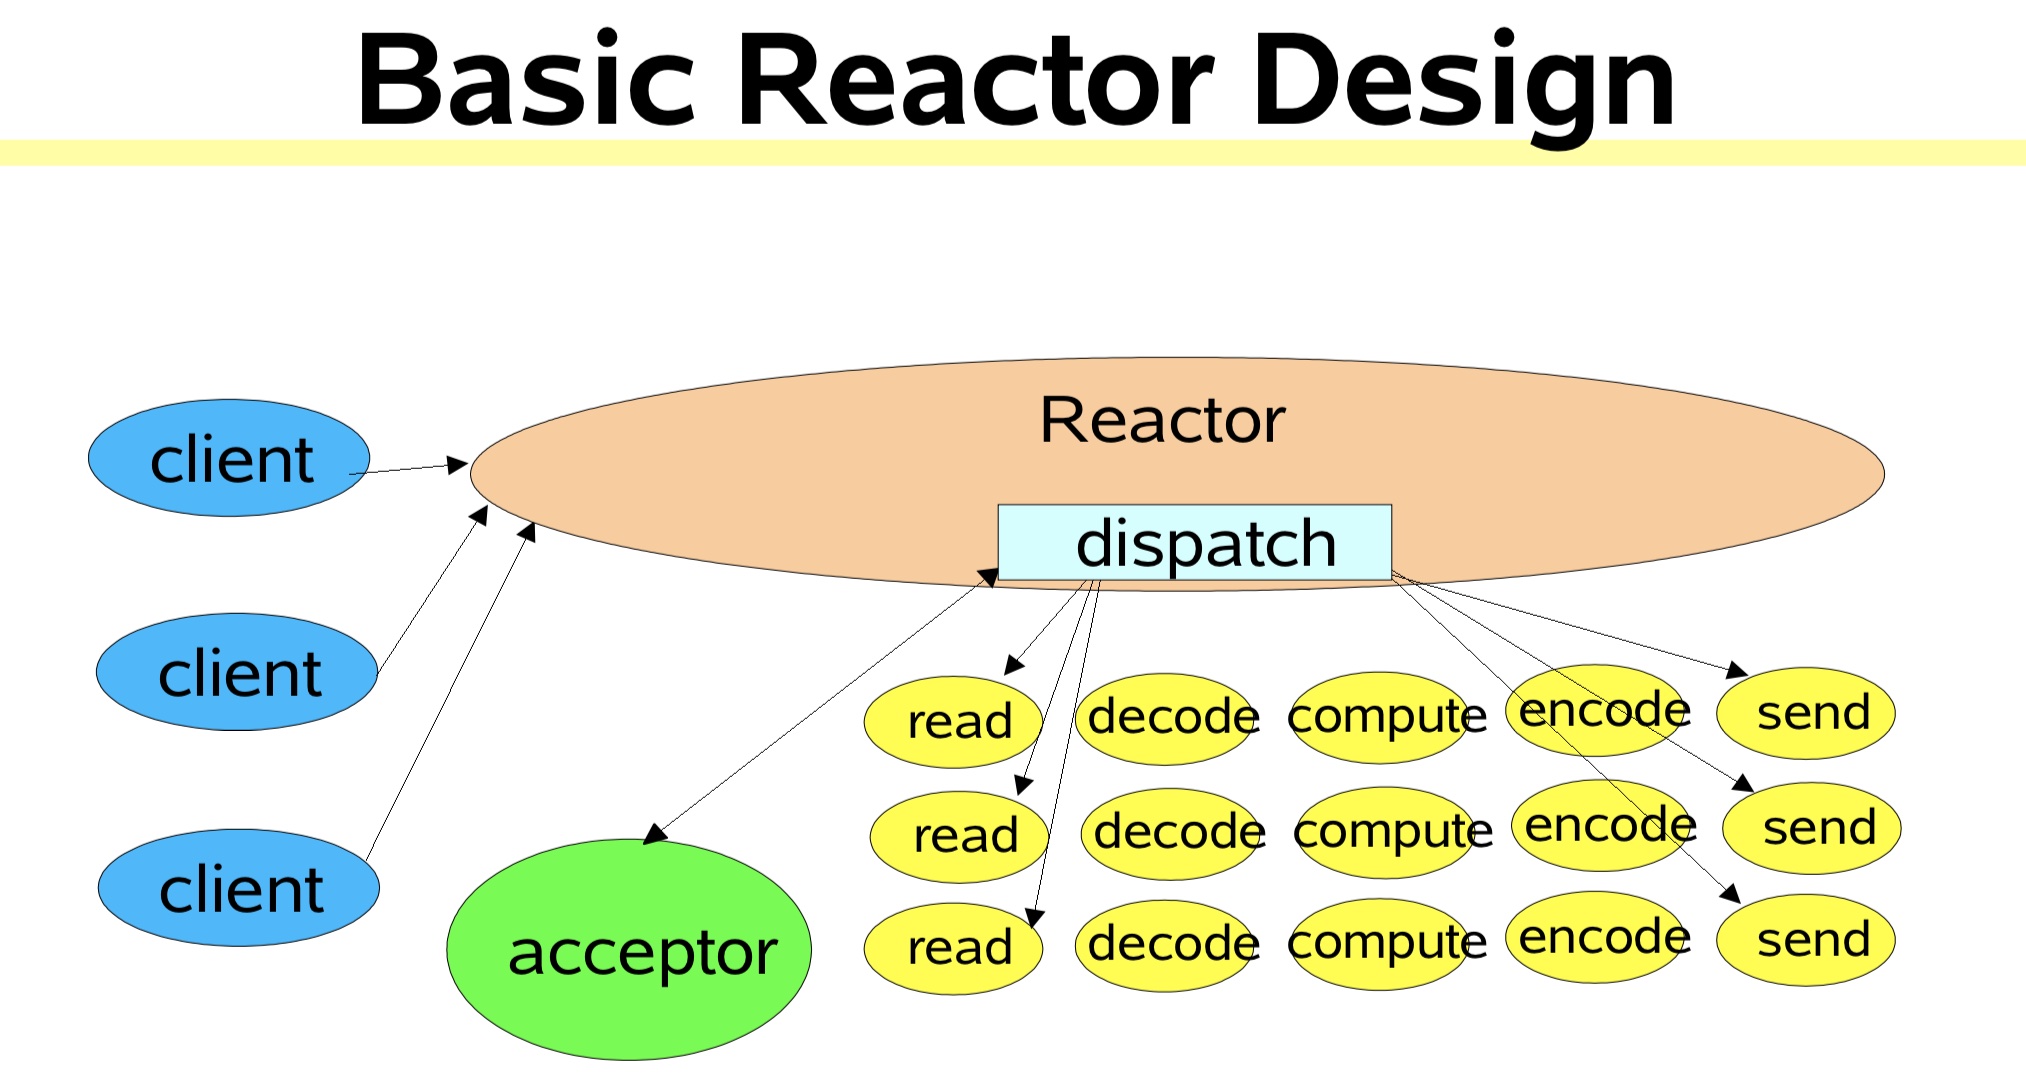 Basic Reactor Design
Reactor
client
dispatch
client
read decode compute encode send
read decode compute encode send
client
acceptor
read decode compute encode send